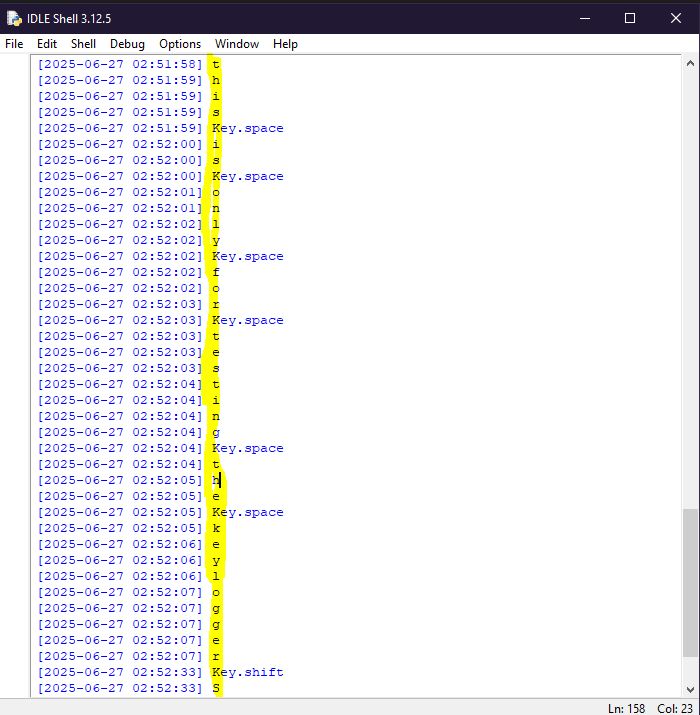 IDLE Shell 3.12.5
File Edit Shell Debug Options Window Help
[2025-06-27 02:51:58] t
[2025-06-27 02:51:59] h
[2025-06-27 02:51:59] i
[2025-06-27 02:51:59] s
[2025-06-27 02:51:59] Key.space
[2025-06-27 02:52:00] i
[2025-06-27 02:52:00] s
[2025-06-27 02:52:00] Key.space
[2025-06-27 02:52:01] o
[2025-06-27 02:52:01] n
[2025-06-27 02:52:02] l
[2025-06-27 02:52:02] y
[2025-06-27 02:52:02] Key.space
[2025-06-27 02:52:02] f
[2025-06-27 02:52:02] o
[2025-06-27 02:52:03] r
[2025-06-27 02:52:03] Key.space
[2025-06-27 02:52:03] t
[2025-06-27 02:52:03] e
[2025-06-27 02:52:03] s
[2025-06-27 02:52:04] t
[2025-06-27 02:52:04] i
[2025-06-27 02:52:04] n
[2025-06-27 02:52:04] g
[2025-06-27 02:52:04] Key.space
[2025-06-27 02:52:04] t
[2025-06-27 02:52:05] h
[2025-06-27 02:52:05] e
[2025-06-27 02:52:05] Key.space
[2025-06-27 02:52:05] k
[2025-06-27 02:52:06] e
[2025-06-27 02:52:06] y
[2025-06-27 02:52:06] l
[2025-06-27 02:52:07] o
[2025-06-27 02:52:07] g
[2025-06-27 02:52:07] g
[2025-06-27 02:52:07] e
[2025-06-27 02:52:07] r
[2025-06-27 02:52:33] Key.shift
[2025-06-27 02:52:33] S
Ln: 158 Col: 23